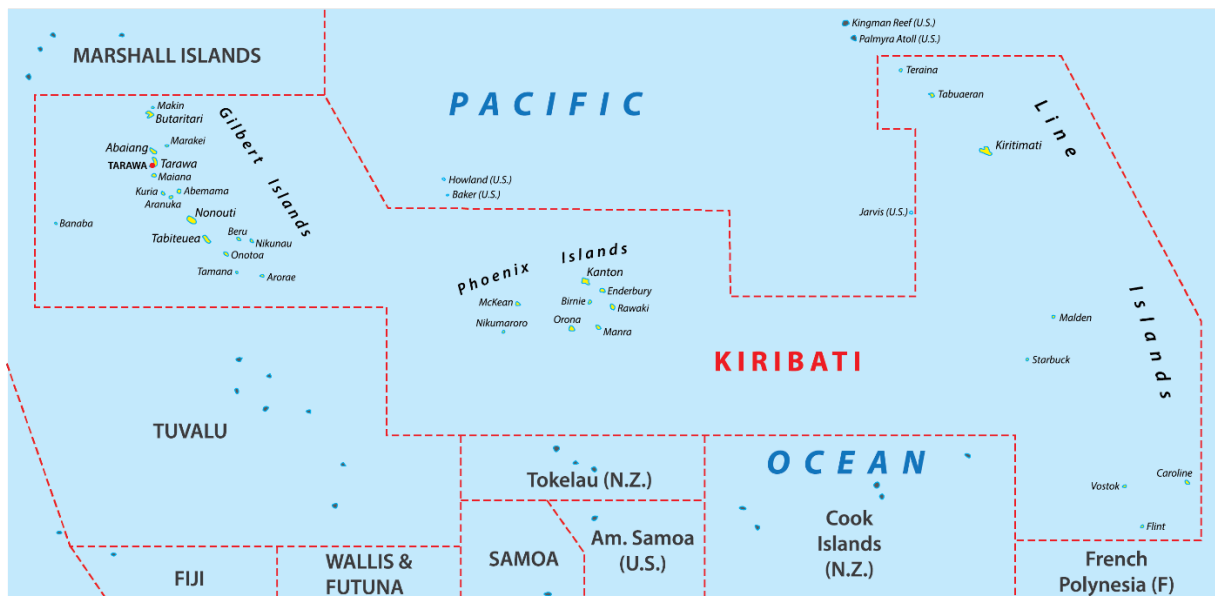 Kingman Reef (U.S.)
Palmyra Atoll (U.S.)
MARSHALL ISLANDS
Teraina
Tabuaeran
PACIFIC
Line
Makin
Butaritari
Gilbert Islands
Marakei
Abaiang
Kiritimati
TARAWA
Tarawa
Maiana
Howland (U.S.)
Kuria
Abemama
Baker (U.S.)
Aranuka
Nonouti
Jarvis (U.S.)
Banaba
Beru
Tabiteuea
Nikunau
Onotoa
Phoenix Islands
Tamana
Arorae
Kanton
Enderbury
McKean
Birnie
Rawaki
Islands
Nikumaroro
Orona
Manra
Malden
KIRIBATI
Starbuck
TUVALU
OCEAN
Tokelau (N.Z.)
Caroline
Vostok
Cook
Islands
(N.Z.)
Flint
Am. Samoa
(U.S.)
SAMOA
WALLIS &
FUTUNA
FIJI
French
Polynesia (F)